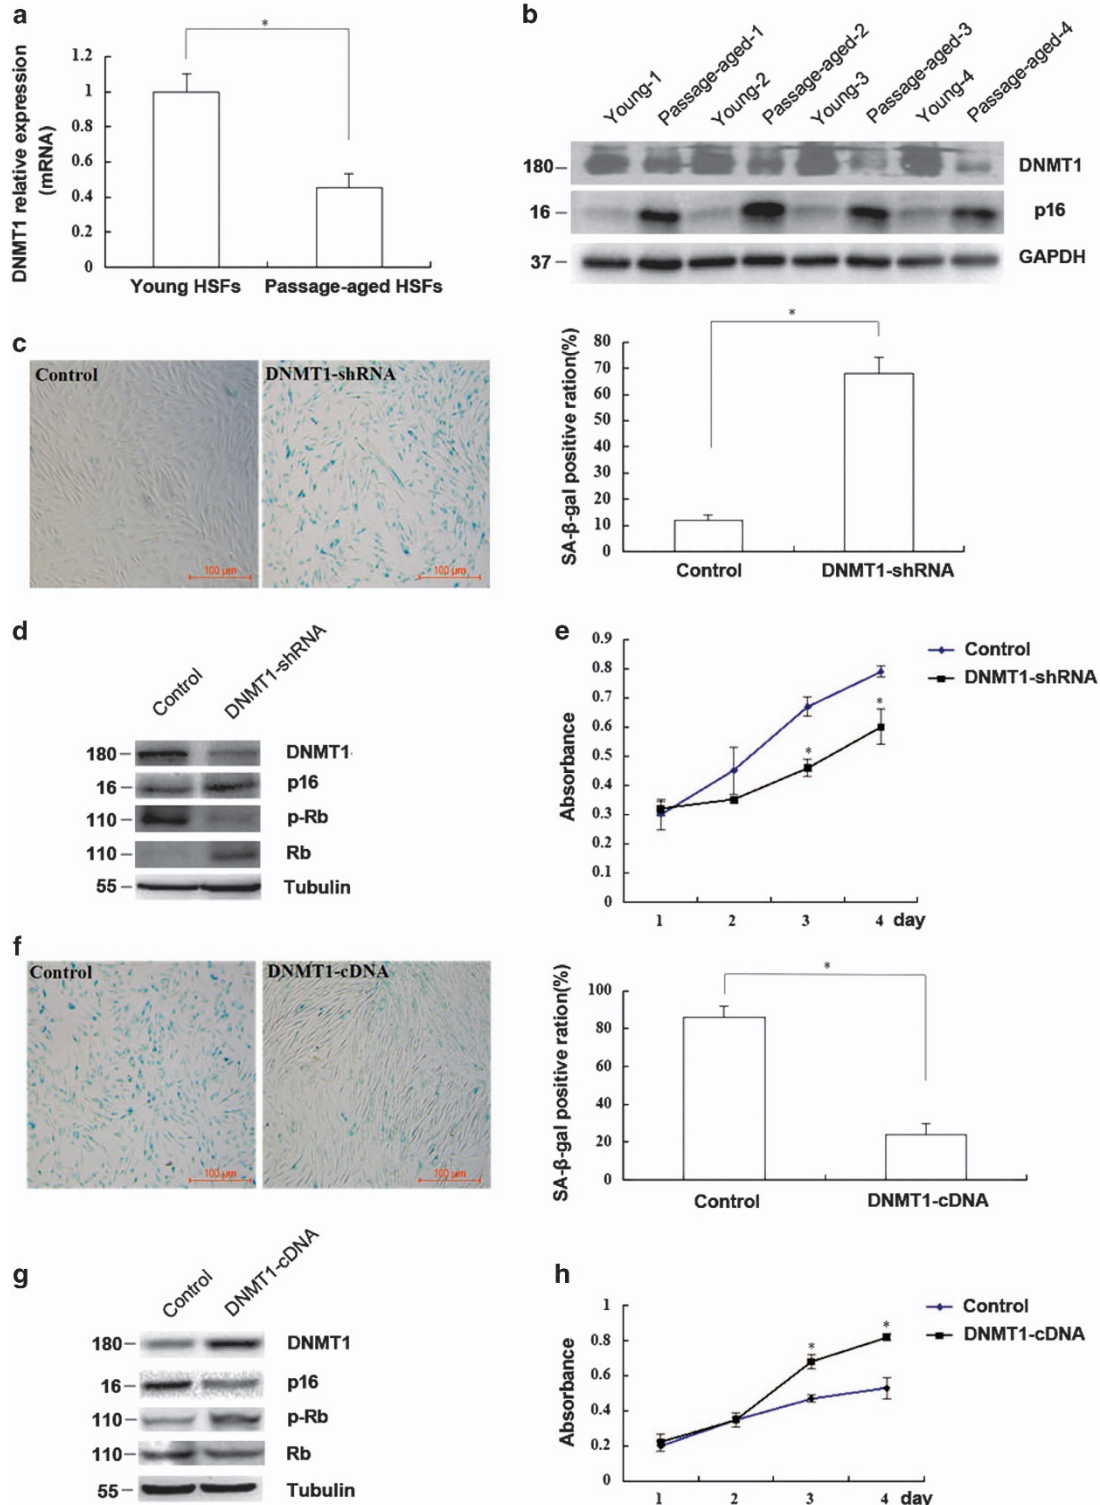 a
*
DNMT1 relative expression
(mRNA)
1.2
1
0.8
0.6
0.4
0.2
0
Young HSFs
Passage-aged HSFs
b
Young-1
Passage-aged-1
Young-2
Passage-aged-2
Young-3
Passage-aged-3
Young-4
Passage-aged-4
180
DNMT1
16
p16
37
GAPDH
c
Control
100 μm
DNMT1-shRNA
100 μm
*
SA-β-gal positive ration(%)
80
70
60
50
40
30
20
10
0
Control
DNMT1-shRNA
d
Control
DNMT1-shRNA
180
DNMT1
16
p16
110
p-Rb
110
Rb
55
Tubulin
e
Absorbance
0.9
0.8
0.7
0.6
0.5
0.4
0.3
0.2
0.1
0
1
2
3
4
day
*
*
Control
DNMT1-shRNA
f
Control
100 μm
DNMT1-cDNA
100 μm
*
SA-β-gal positive ration(%)
100
80
60
40
20
0
Control
DNMT1-cDNA
g
Control
DNMT1-cDNA
180
DNMT1
16
p16
110
p-Rb
110
Rb
55
Tubulin
h
Absorbance
1
0.8
0.6
0.4
0.2
0
1
2
3
4
day
*
*
Control
DNMT1-cDNA